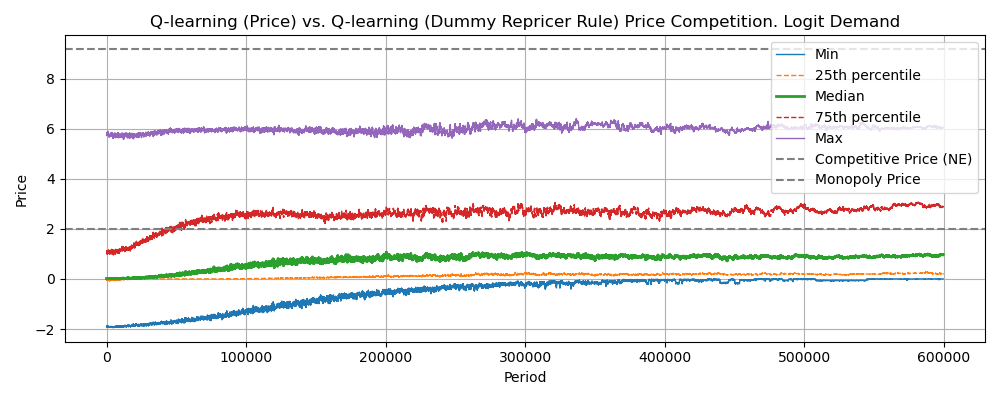 Q-learning (Price) vs. Q-learning (Dummy Repricer Rule) Price Competition. Logit Demand
Min
25th percentile
Median
75th percentile
Max
Competitive Price (NE)
Monopoly Price
8
6
4
2
0
−2
Price
0
100000
200000
300000
400000
500000
600000
Period